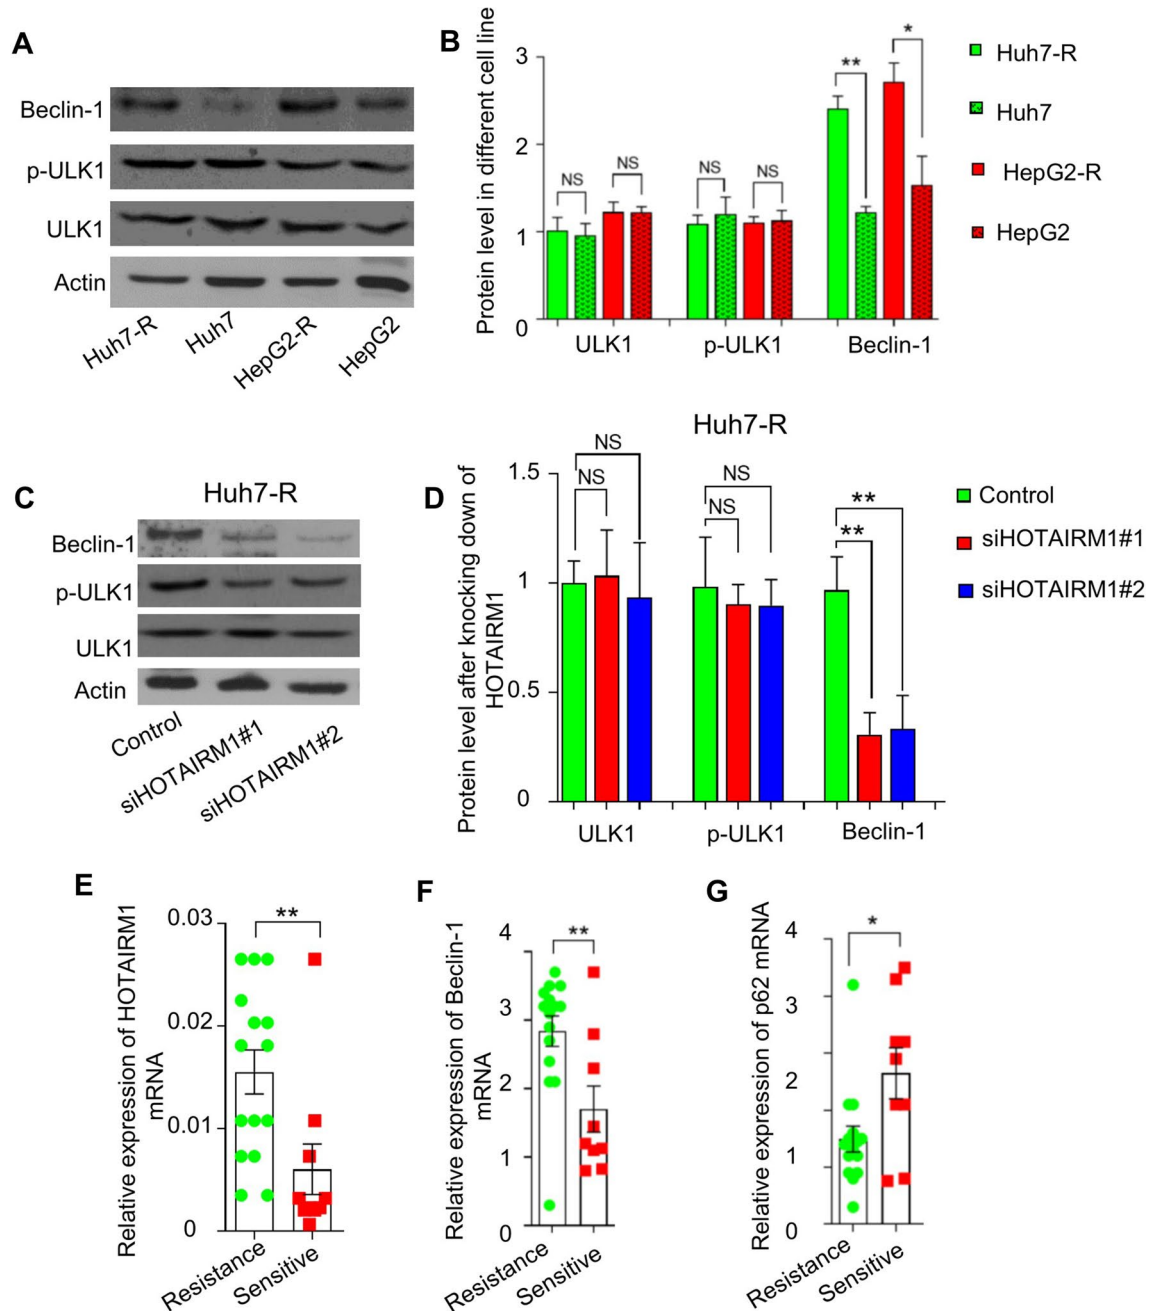 A
Beclin-1
p-ULK1
ULK1
Actin
Huh7-R
Huh7
HepG2-R
HepG2
B
Protein level in different cell line
3
2
1
0
NS
NS
NS
NS
**
*
ULK1
p-ULK1
Beclin-1
Huh7-R
Huh7
HepG2-R
HepG2
C
Huh7-R
Beclin-1
p-ULK1
ULK1
Actin
Control
siHOTAIRM1#1
siHOTAIRM1#2
D
Huh7-R
Protein level after knocking down of
HOTAIRM1
1.5
1
0.5
0
NS
NS
NS
NS
**
**
ULK1
p-ULK1
Beclin-1
Control
siHOTAIRM1#1
siHOTAIRM1#2
E
Relative expression of HOTAIRM1
mRNA
0.03
0.02
0.01
0
**
Resistance
Sensitive
F
Relative expression of Beclin-1
mRNA
4
3
2
1
0
**
Resistance
Sensitive
G
Relative expression of p62 mRNA
4
3
2
1
0
*
Resistance
Sensitive